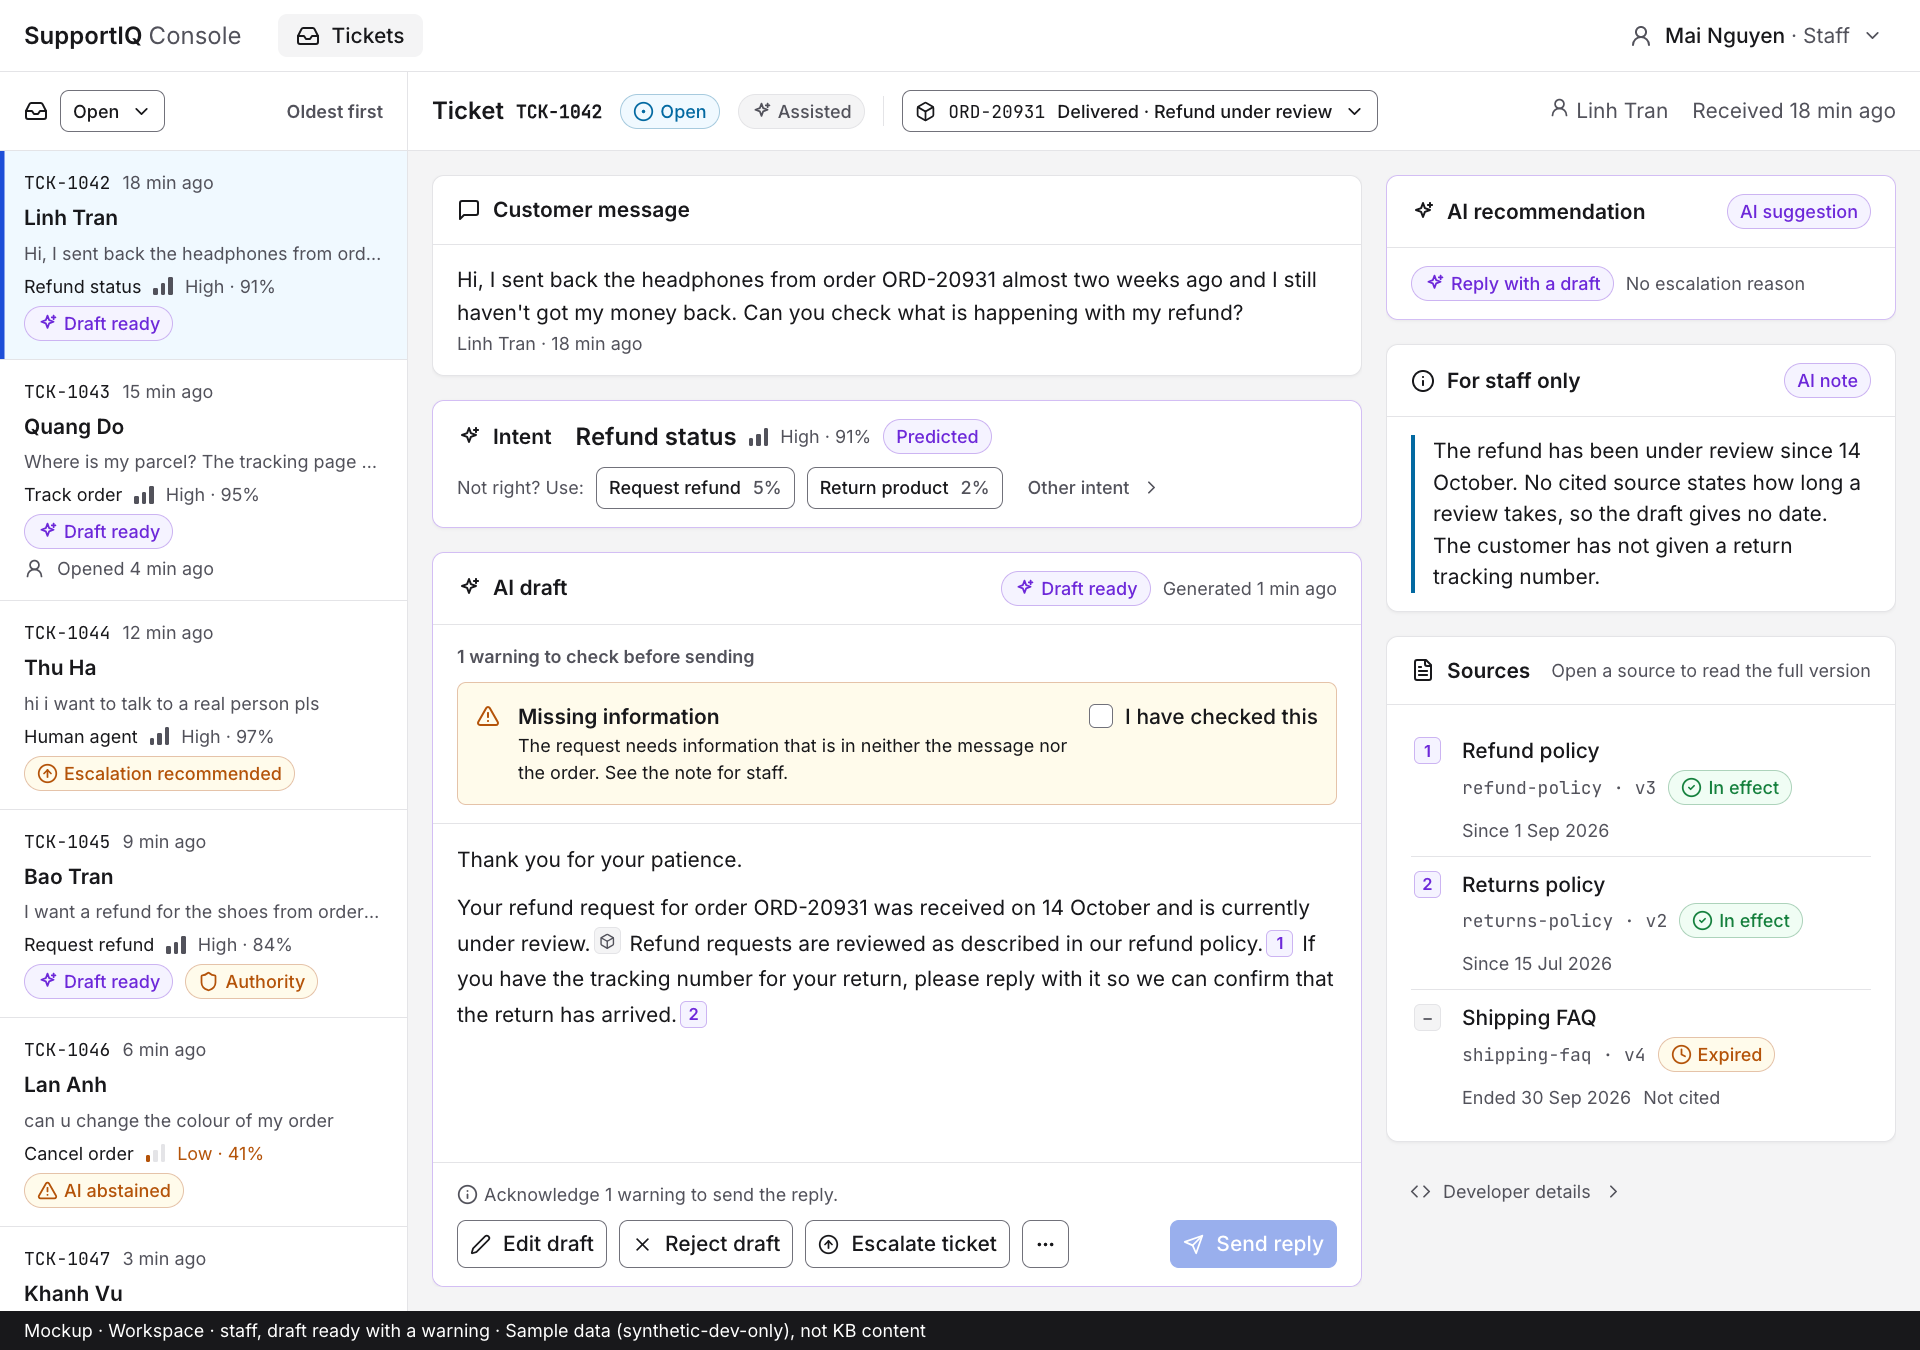 SupportIQ Console
Tickets
Mai Nguyen · Staff
Open
Oldest first
TCK-1042 18 min ago
Linh Tran
Hi, I sent back the headphones from ord...
Refund status High · 91%
Draft ready
TCK-1043 15 min ago
Quang Do
Where is my parcel? The tracking page ...
Track order High · 95%
Draft ready
Opened 4 min ago
TCK-1044 12 min ago
Thu Ha
hi i want to talk to a real person pls
Human agent High · 97%
Escalation recommended
TCK-1045 9 min ago
Bao Tran
I want a refund for the shoes from order...
Request refund High · 84%
Draft ready Authority
TCK-1046 6 min ago
Lan Anh
can u change the colour of my order
Cancel order Low · 41%
AI abstained
TCK-1047 3 min ago
Khanh Vu
Ticket TCK-1042 Open Assisted ORD-20931 Delivered · Refund under review
Linh Tran Received 18 min ago
Customer message
Hi, I sent back the headphones from order ORD-20931 almost two weeks ago and I still
haven't got my money back. Can you check what is happening with my refund?
Linh Tran · 18 min ago
Intent Refund status High · 91% Predicted
Not right? Use: Request refund 5% Return product 2% Other intent
AI draft Draft ready Generated 1 min ago
1 warning to check before sending
Missing information I have checked this
The request needs information that is in neither the message nor
the order. See the note for staff.
Thank you for your patience.
Your refund request for order ORD-20931 was received on 14 October and is currently
under review. Refund requests are reviewed as described in our refund policy. 1 If
you have the tracking number for your return, please reply with it so we can confirm that
the return has arrived. 2
Acknowledge 1 warning to send the reply.
Edit draft Reject draft Escalate ticket ... Send reply
AI recommendation AI suggestion
Reply with a draft No escalation reason
For staff only AI note
The refund has been under review since 14
October. No cited source states how long a
review takes, so the draft gives no date.
The customer has not given a return
tracking number.
Sources Open a source to read the full version
1 Refund policy
refund-policy · v3 In effect
Since 1 Sep 2026
2 Returns policy
returns-policy · v2 In effect
Since 15 Jul 2026
– Shipping FAQ
shipping-faq · v4 Expired
Ended 30 Sep 2026 Not cited
<> Developer details
Mockup · Workspace · staff, draft ready with a warning · Sample data (synthetic-dev-only), not KB content